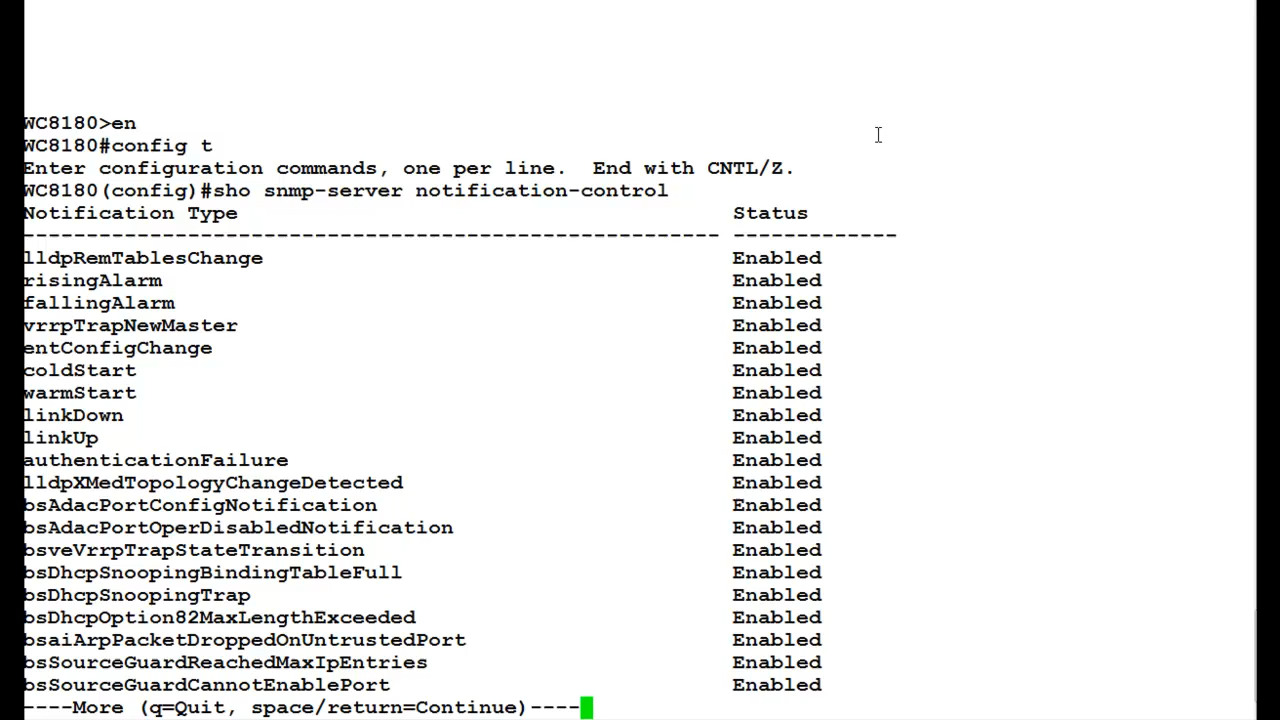 WC8180>en
WC8180#config t
Enter configuration commands, one per line.  End with CNTL/Z.
WC8180(config)#sho snmp-server notification-control
Notification Type                                       Status
------------------------------------------------------- -------------
lldpRemTablesChange                                     Enabled
risingAlarm                                             Enabled
fallingAlarm                                            Enabled
vrrpTrapNewMaster                                       Enabled
entConfigChange                                         Enabled
coldStart                                               Enabled
warmStart                                               Enabled
linkDown                                                Enabled
linkUp                                                  Enabled
authenticationFailure                                   Enabled
lldpXMedTopologyChangeDetected                          Enabled
bsAdacPortConfigNotification                            Enabled
bsAdacPortOperDisabledNotification                      Enabled
bsveVrrpTrapStateTransition                             Enabled
bsDhcpSnoopingBindingTableFull                          Enabled
bsDhcpSnoopingTrap                                      Enabled
bsDhcpOption82MaxLengthExceeded                         Enabled
bsaiArpPacketDroppedOnUntrustedPort                     Enabled
bsSourceGuardReachedMaxIpEntries                        Enabled
bsSourceGuardCannotEnablePort                           Enabled
----More (q=Quit, space/return=Continue)----